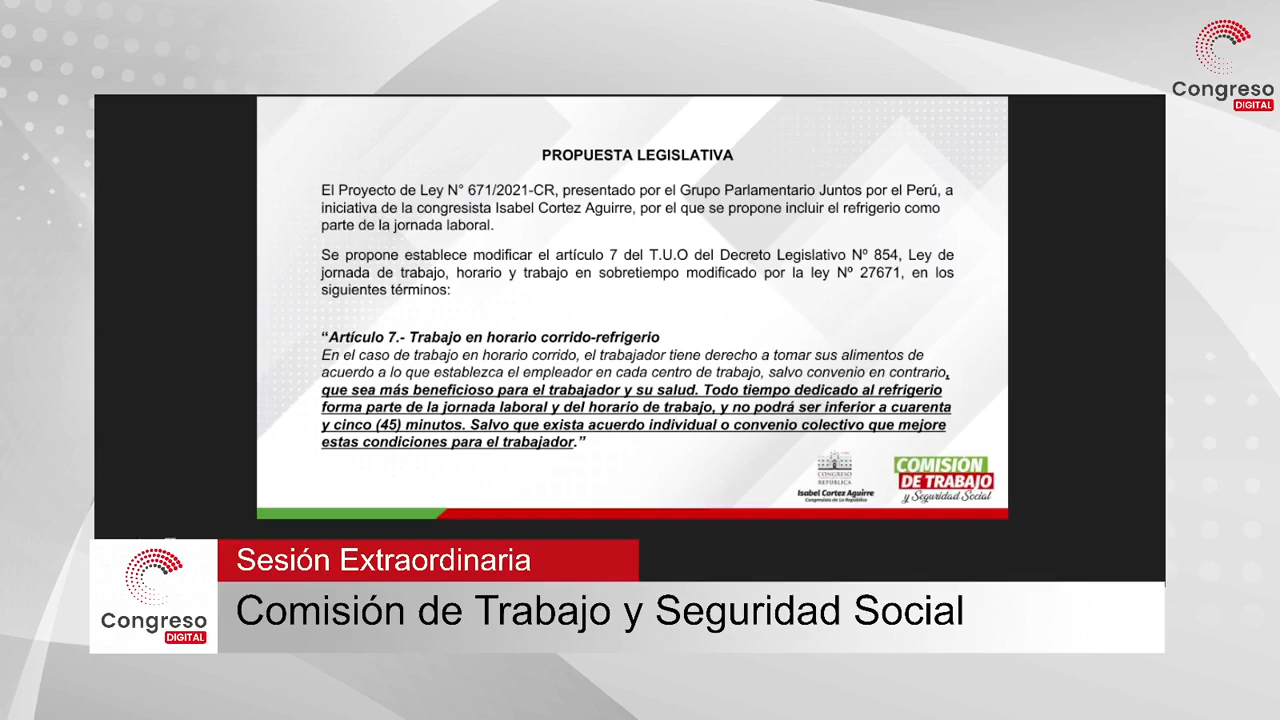 Congreso
DIGITAL
PROPUESTA LEGISLATIVA
El Proyecto de Ley N° 671/2021-CR, presentado por el Grupo Parlamentario Juntos por el Perú, a
iniciativa de la congresista Isabel Cortez Aguirre, por el que se propone incluir el refrigerio como
parte de la jornada laboral.
Se propone establece modificar el artículo 7 del T.U.O del Decreto Legislativo Nº 854, Ley de
jornada de trabajo, horario y trabajo en sobretiempo modificado por la ley Nº 27671, en los
siguientes términos:
“Artículo 7.- Trabajo en horario corrido-refrigerio
En el caso de trabajo en horario corrido, el trabajador tiene derecho a tomar sus alimentos de
acuerdo a lo que establezca el empleador en cada centro de trabajo, salvo convenio en contrario,
que sea más beneficioso para el trabajador y su salud. Todo tiempo dedicado al refrigerio
forma parte de la jornada laboral y del horario de trabajo, y no podrá ser inferior a cuarenta
y cinco (45) minutos. Salvo que exista acuerdo individual o convenio colectivo que mejore
estas condiciones para el trabajador.”
CONGRESO
REPÚBLICA
Isabel Cortez Aguirre
Congresista de La República
COMISIÓN
DE TRABAJO
y Seguridad Social
Sesión Extraordinaria
Comisión de Trabajo y Seguridad Social
Congreso
DIGITAL